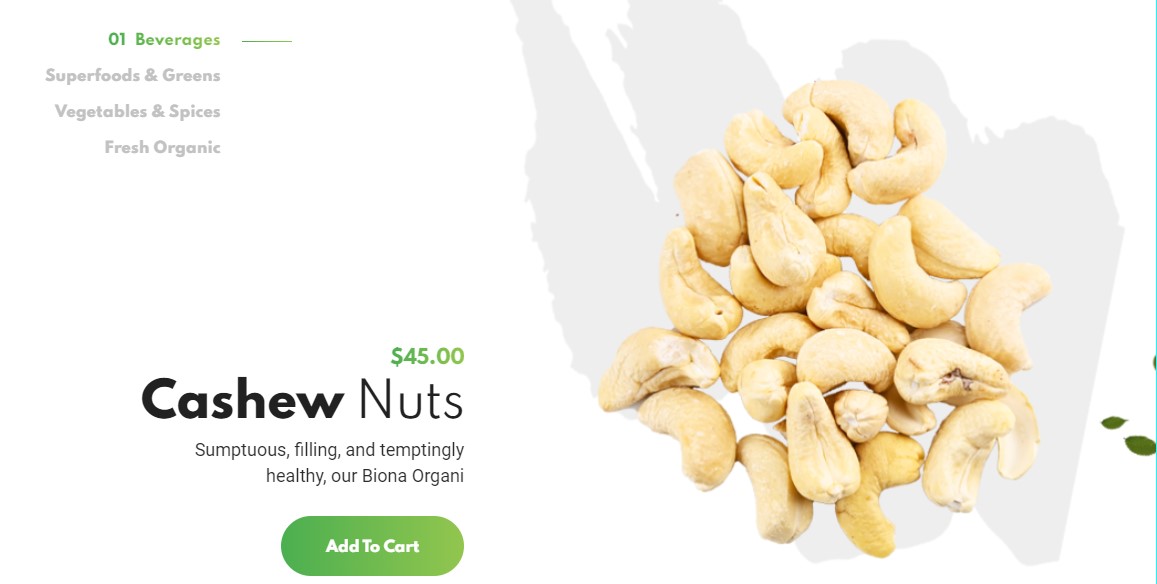 01 Beverages
Superfoods & Greens
Vegetables & Spices
Fresh Organic
$45.00
Cashew Nuts
Sumptuous, filling, and temptingly
healthy, our Biona Organi
Add To Cart